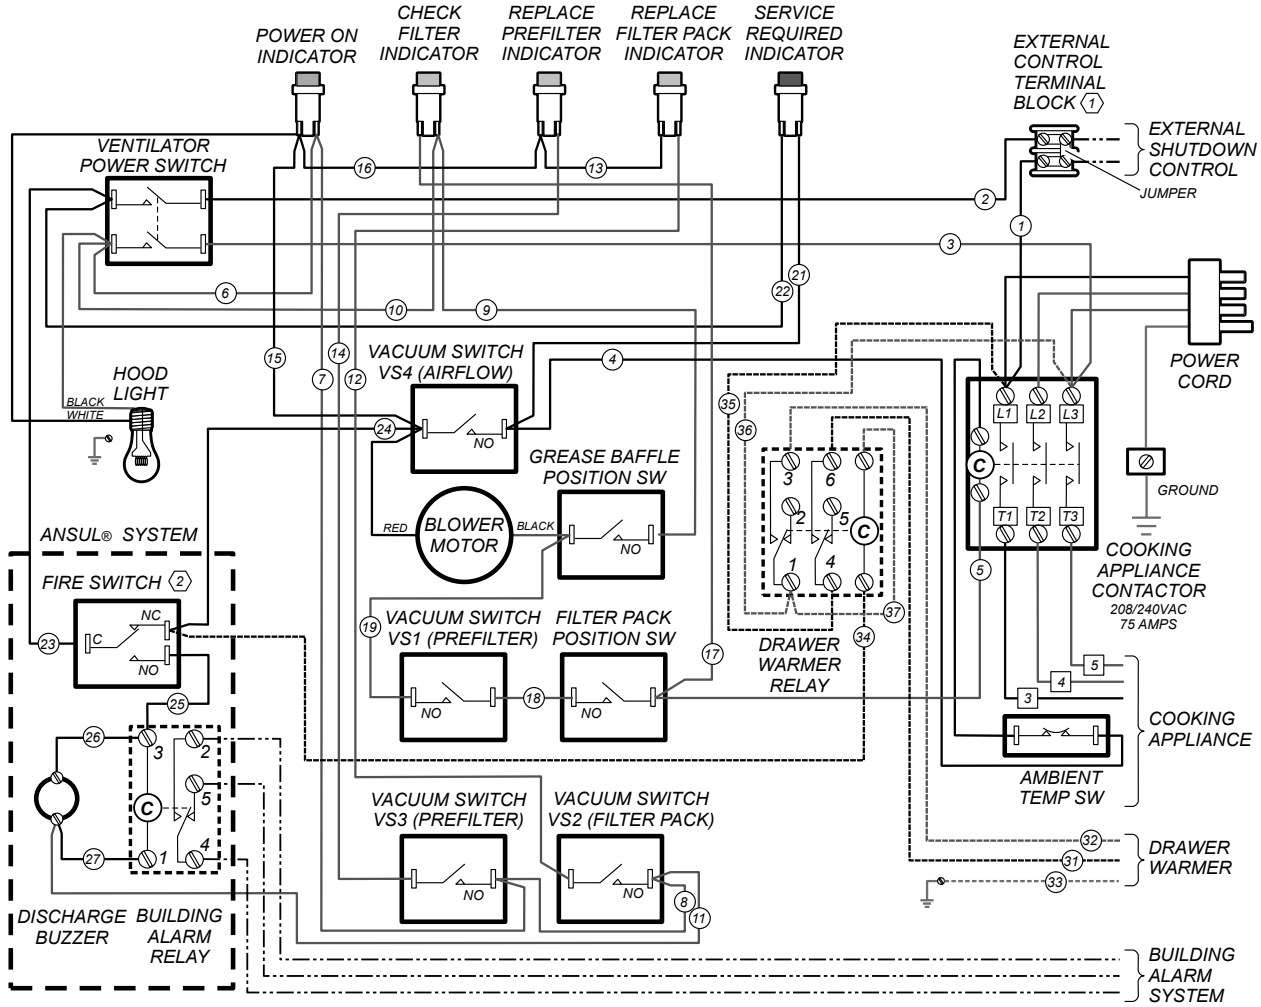 POWER ON
INDICATOR
CHECK
FILTER
INDICATOR
REPLACE
PREFILTER
INDICATOR
REPLACE
FILTER PACK
INDICATOR
SERVICE
REQUIRED
INDICATOR
EXTERNAL
CONTROL
TERMINAL
BLOCK 1
EXTERNAL
SHUTDOWN
CONTROL
JUMPER
VENTILATOR
POWER SWITCH
16
13
2
1
3
6
10
9
21
22
15
7
14
12
4
VACUUM SWITCH
VS4 (AIRFLOW)
NO
24
HOOD
LIGHT
BLACK
WHITE
POWER
CORD
GROUND
35
36
3
6
2
5
C
1
4
37
34
DRAWER
WARMER
RELAY
L1
L2
L3
C
T1
T2
T3
COOKING
APPLIANCE
CONTACTOR
208/240VAC
75 AMPS
5
GREASE BAFFLE
POSITION SW
NO
RED
BLOWER
MOTOR
BLACK
ANSUL® SYSTEM
FIRE SWITCH 2
NC
C
NO
23
25
19
VACUUM SWITCH
VS1 (PREFILTER)
NO
18
FILTER PACK
POSITION SW
NO
17
5
4
3
COOKING
APPLIANCE
AMBIENT
TEMP SW
26
3
2
5
C
27
1
4
DISCHARGE
BUZZER
BUILDING
ALARM
RELAY
VACUUM SWITCH
VS3 (PREFILTER)
NO
VACUUM SWITCH
VS2 (FILTER PACK)
NO
8
11
32
31
33
DRAWER
WARMER
BUILDING
ALARM
SYSTEM